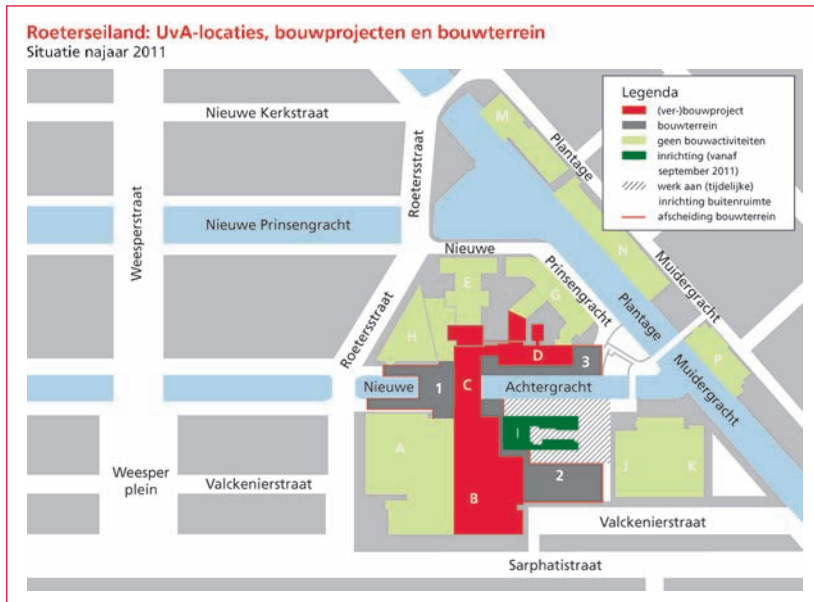 Roeterseiland: UvA-locaties, bouwprojecten en bouwterrein
Situatie najaar 2011
Legenda
(ver-)bouwproject
bouwterrein
geen bouwactiviteiten
inrichting (vanaf
september 2011)
werk aan (tijdelijke)
inrichting buitenruimte
afscheiding bouwterrein
Nieuwe Kerkstraat
Roetersstraat
M
Plantage
Weesperstraat
Nieuwe Prinsengracht
Nieuwe
Prinsengracht
N
Muidergracht
Plantage
E
G
Roetersstraat
H
D
3
P
Muidergracht
Nieuwe
1
C
Achtergracht
A
I
J
K
Weesper
plein
Valckenierstraat
B
2
Valckenierstraat
Sarphatistraat